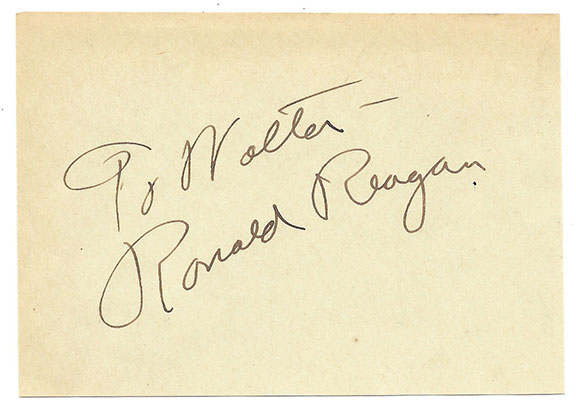 To Walter —
Ronald Reagan